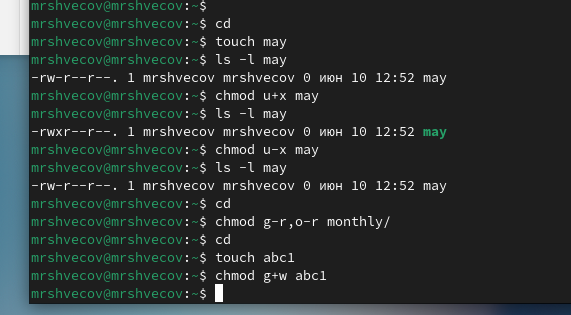 mrshvecov@mrshvecov:~$
mrshvecov@mrshvecov:~$ cd
mrshvecov@mrshvecov:~$ touch may
mrshvecov@mrshvecov:~$ ls -l may
-rw-r--r--. 1 mrshvecov mrshvecov 0 июн 10 12:52 may
mrshvecov@mrshvecov:~$ chmod u+x may
mrshvecov@mrshvecov:~$ ls -l may
-rwxr--r--. 1 mrshvecov mrshvecov 0 июн 10 12:52 may
mrshvecov@mrshvecov:~$ chmod u-x may
mrshvecov@mrshvecov:~$ ls -l may
-rw-r--r--. 1 mrshvecov mrshvecov 0 июн 10 12:52 may
mrshvecov@mrshvecov:~$ cd
mrshvecov@mrshvecov:~$ chmod g-r,o-r monthly/
mrshvecov@mrshvecov:~$ cd
mrshvecov@mrshvecov:~$ touch abc1
mrshvecov@mrshvecov:~$ chmod g+w abc1
mrshvecov@mrshvecov:~$